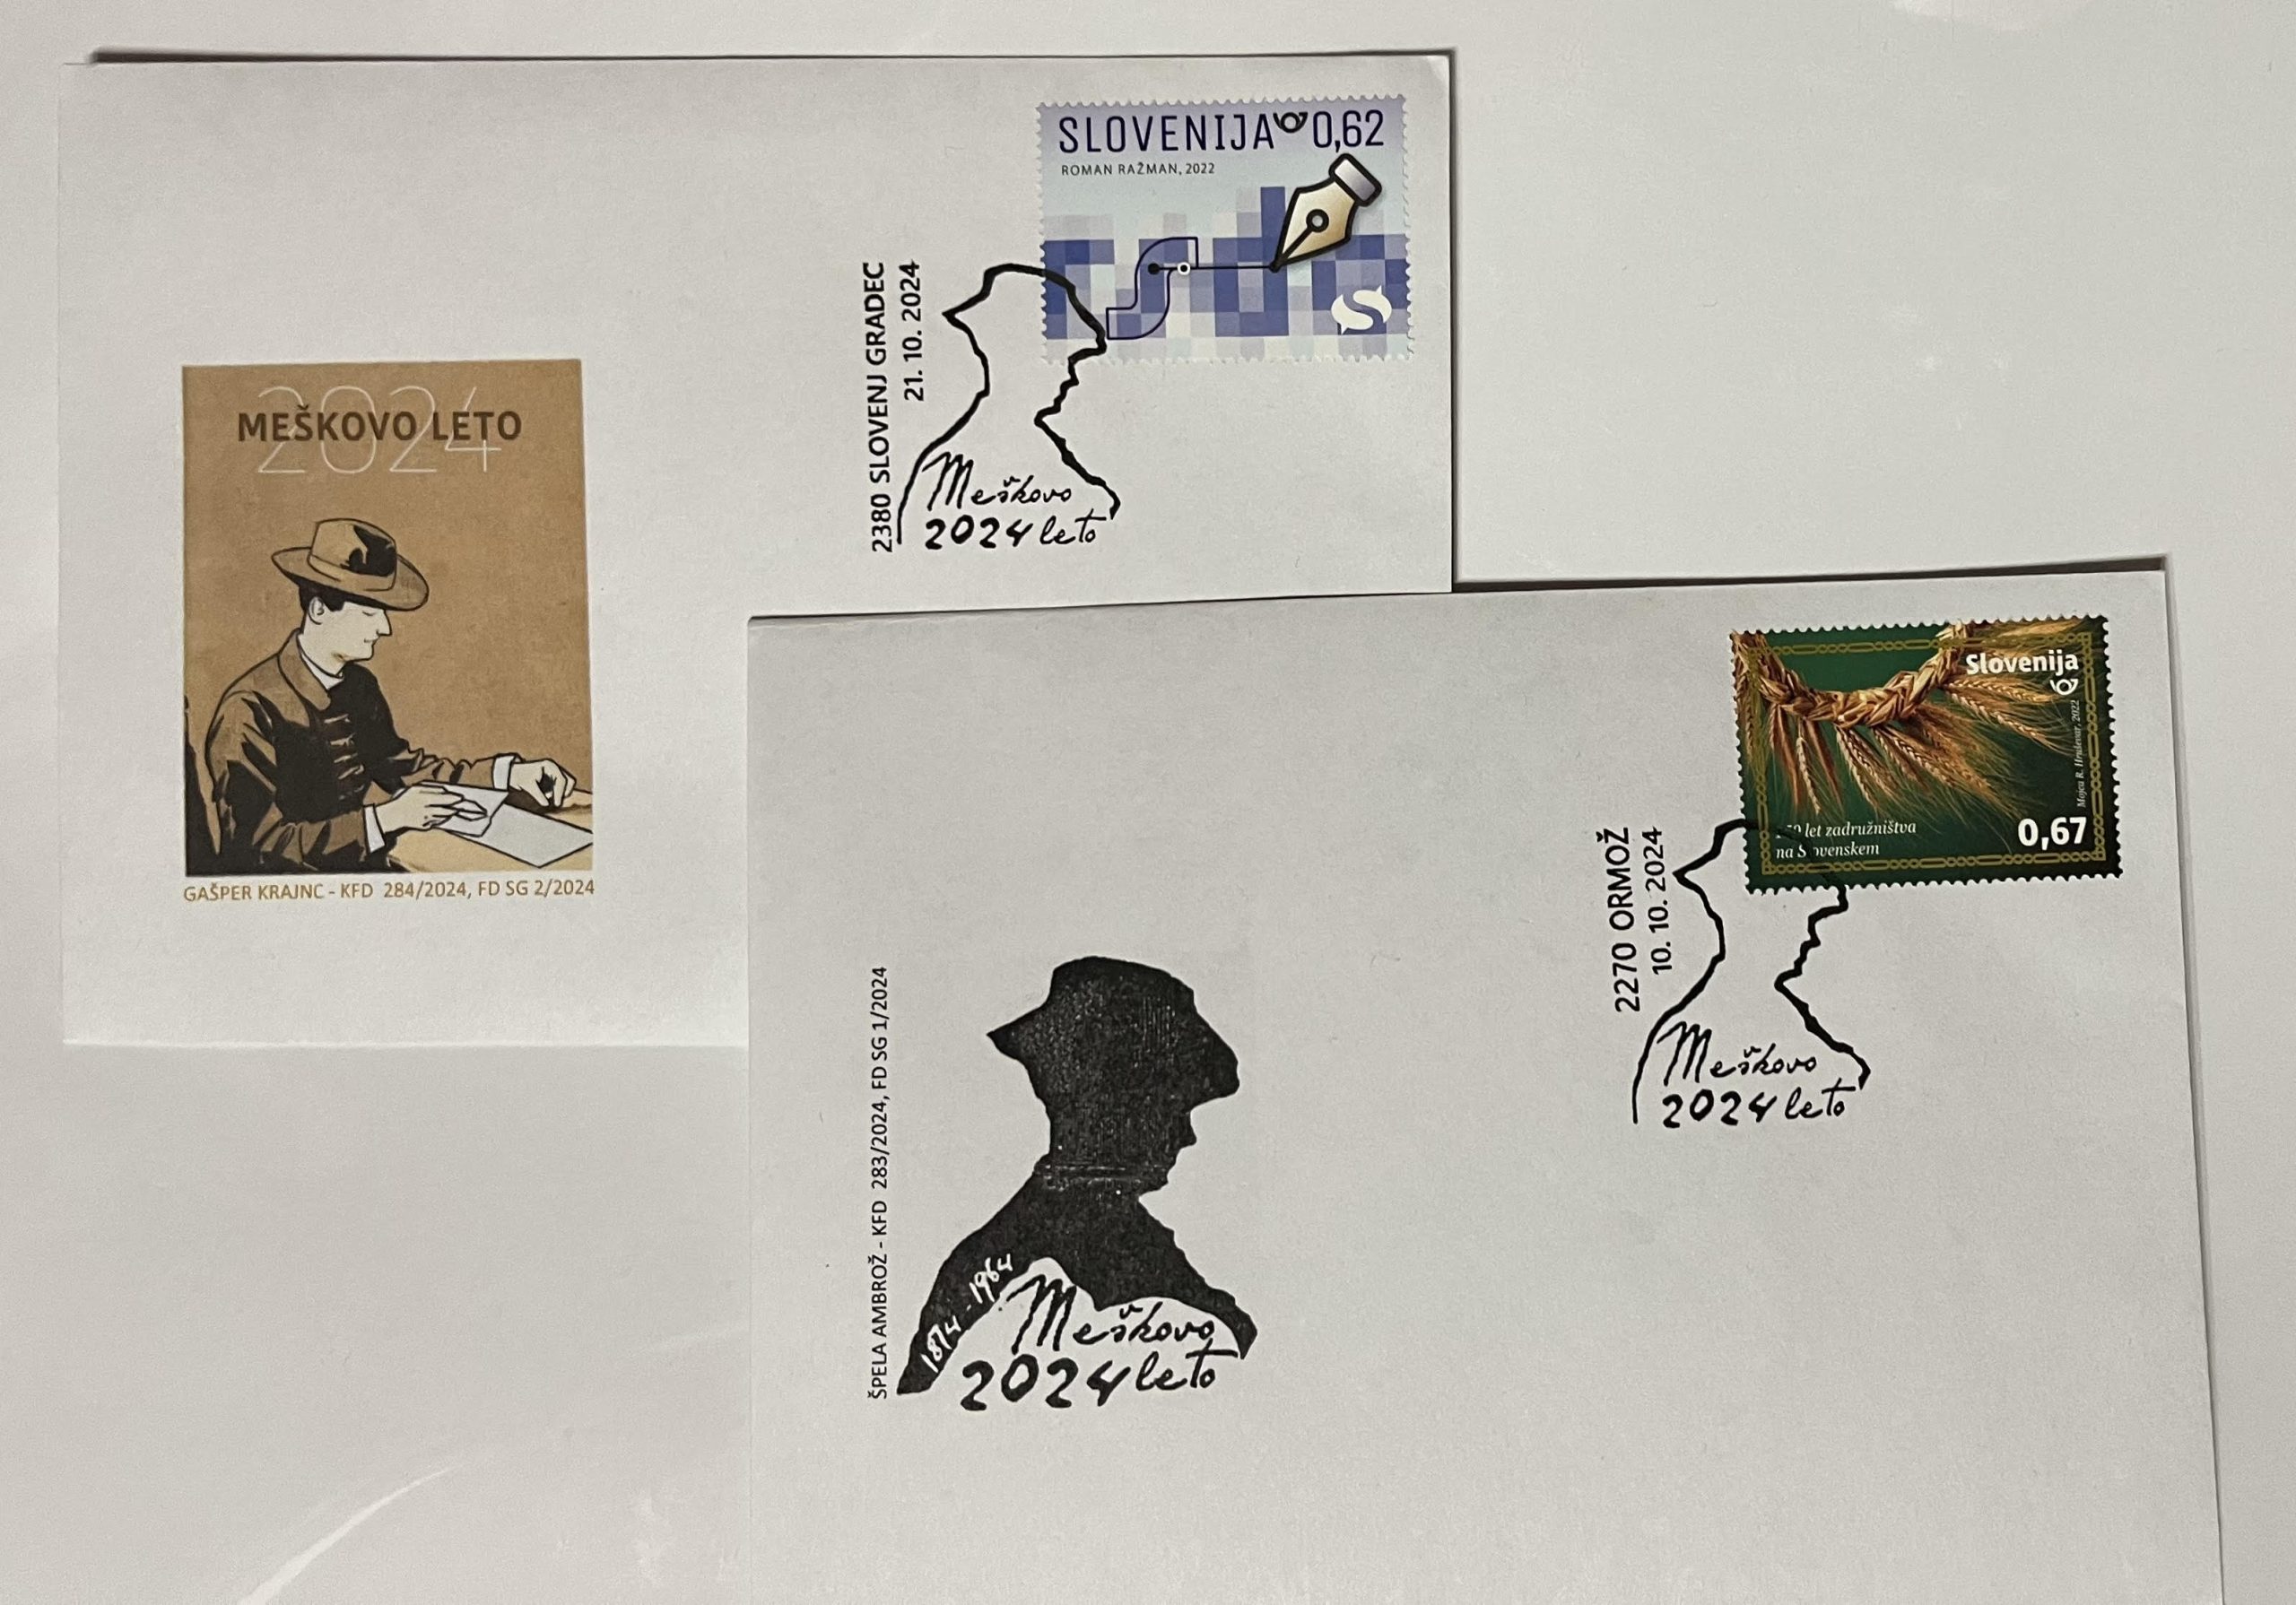 SLOVENIJA 0,62
ROMAN RAŽMAN, 2022
2380 SLOVENJ GRADEC
21. 10. 2024
Meškovo
2024 leto
2024
MEŠKOVO LETO
GAŠPER KRAJNC - KFD 284/2024, FD SG 2/2024
Slovenija
Mojca R. Hrdevar, 2022
150 let zadružništva
na Slovenskem
0,67
2270 ORMOŽ
10. 10. 2024
Meškovo
2024 leto
ŠPELA AMBROŽ - KFD 283/2024, FD SG 1/2024
1874 - 1964
Meškovo
2024 leto